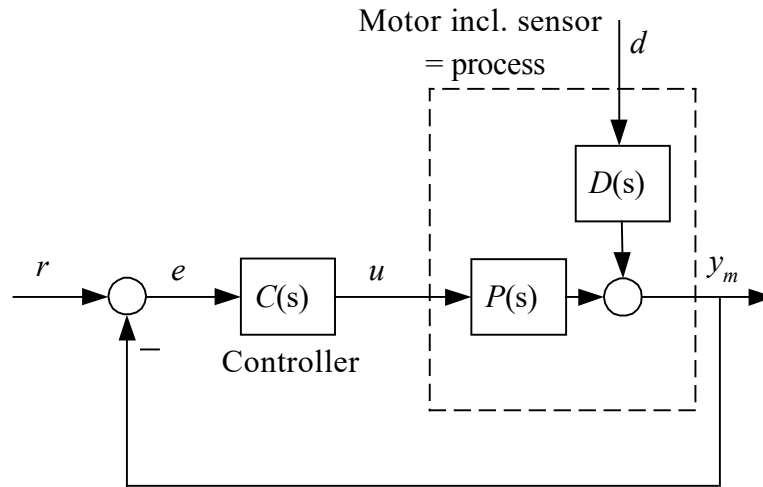 Motor incl. sensor
= process
d
D(s)
r
e
C(s)
u
P(s)
y_m
–
Controller